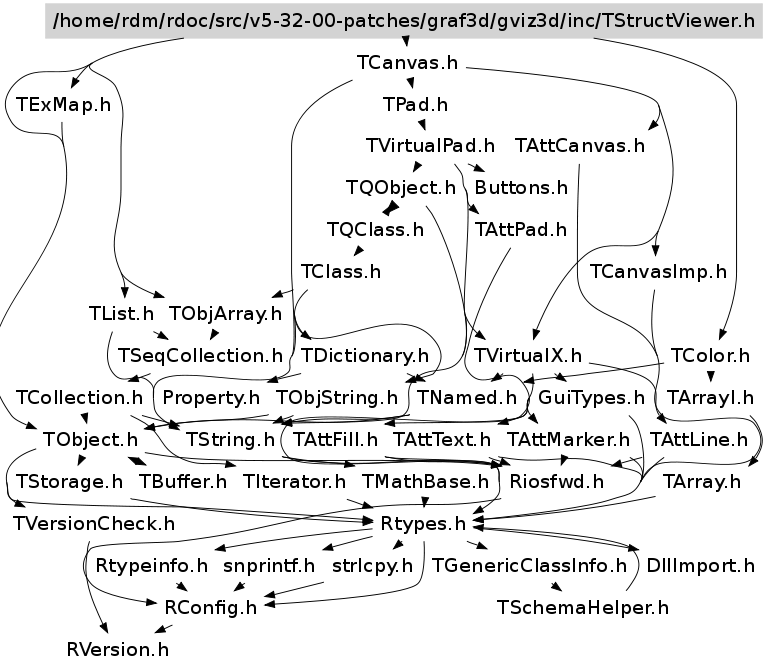 /home/rdm/rdoc/src/v5-32-00-patches/graf3d/gviz3d/inc/TStructViewer.h
TCanvas.h
TExMap.h
TPad.h
TVirtualPad.h
TAttCanvas.h
TQObject.h
Buttons.h
TQClass.h
TAttPad.h
TClass.h
TCanvasImp.h
TList.h
TObjArray.h
TSeqCollection.h
TDictionary.h
TVirtualX.h
TColor.h
TCollection.h
Property.h
TObjString.h
TNamed.h
GuiTypes.h
TArrayI.h
TObject.h
TString.h
TAttFill.h
TAttText.h
TAttMarker.h
TAttLine.h
TStorage.h
TBuffer.h
TIterator.h
TMathBase.h
Riosfwd.h
TArray.h
TVersionCheck.h
Rtypes.h
Rtypeinfo.h
snprintf.h
strlcpy.h
TGenericClassInfo.h
DllImport.h
RConfig.h
TSchemaHelper.h
RVersion.h